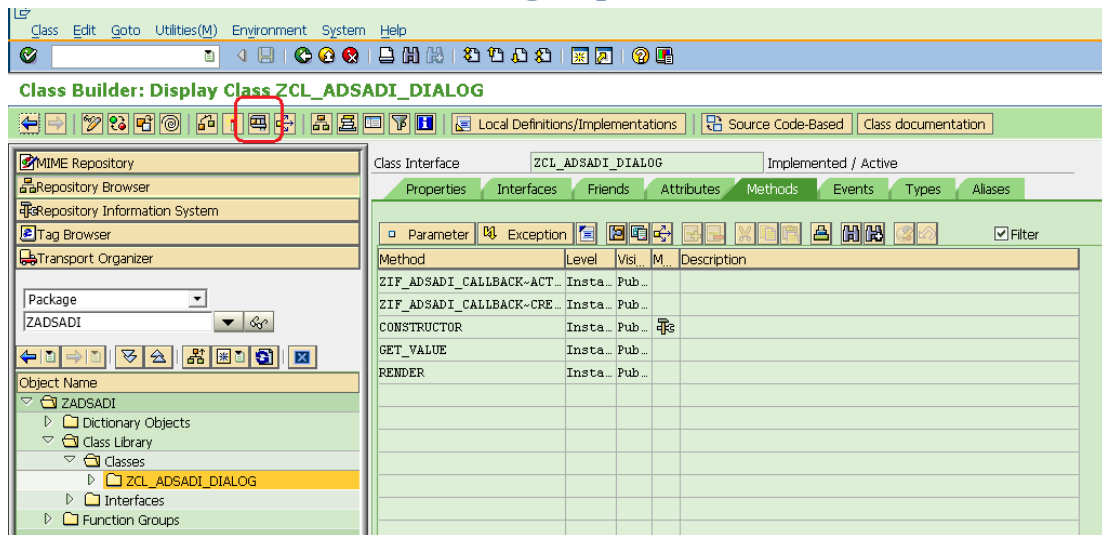 Class Edit Goto Utilities(M) Environment System Help
Class Builder: Display Class ZCL_ADSADI_DIALOG
Local Definitions/Implementations Source Code-Based Class documentation
MIME Repository
Repository Browser
Repository Information System
Tag Browser
Transport Organizer
Package
ZADSADI
Object Name
ZADSADI
Dictionary Objects
Class Library
Classes
ZCL_ADSADI_DIALOG
Interfaces
Function Groups
Class Interface ZCL_ADSADI_DIALOG Implemented / Active
Properties Interfaces Friends Attributes Methods Events Types Aliases
Parameter Exception Filter
Method Level Visi... M... Description
ZIF_ADSADI_CALLBACK~ACT... Insta... Pub...
ZIF_ADSADI_CALLBACK~CRE... Insta... Pub...
CONSTRUCTOR Insta... Pub...
GET_VALUE Insta... Pub...
RENDER Insta... Pub...